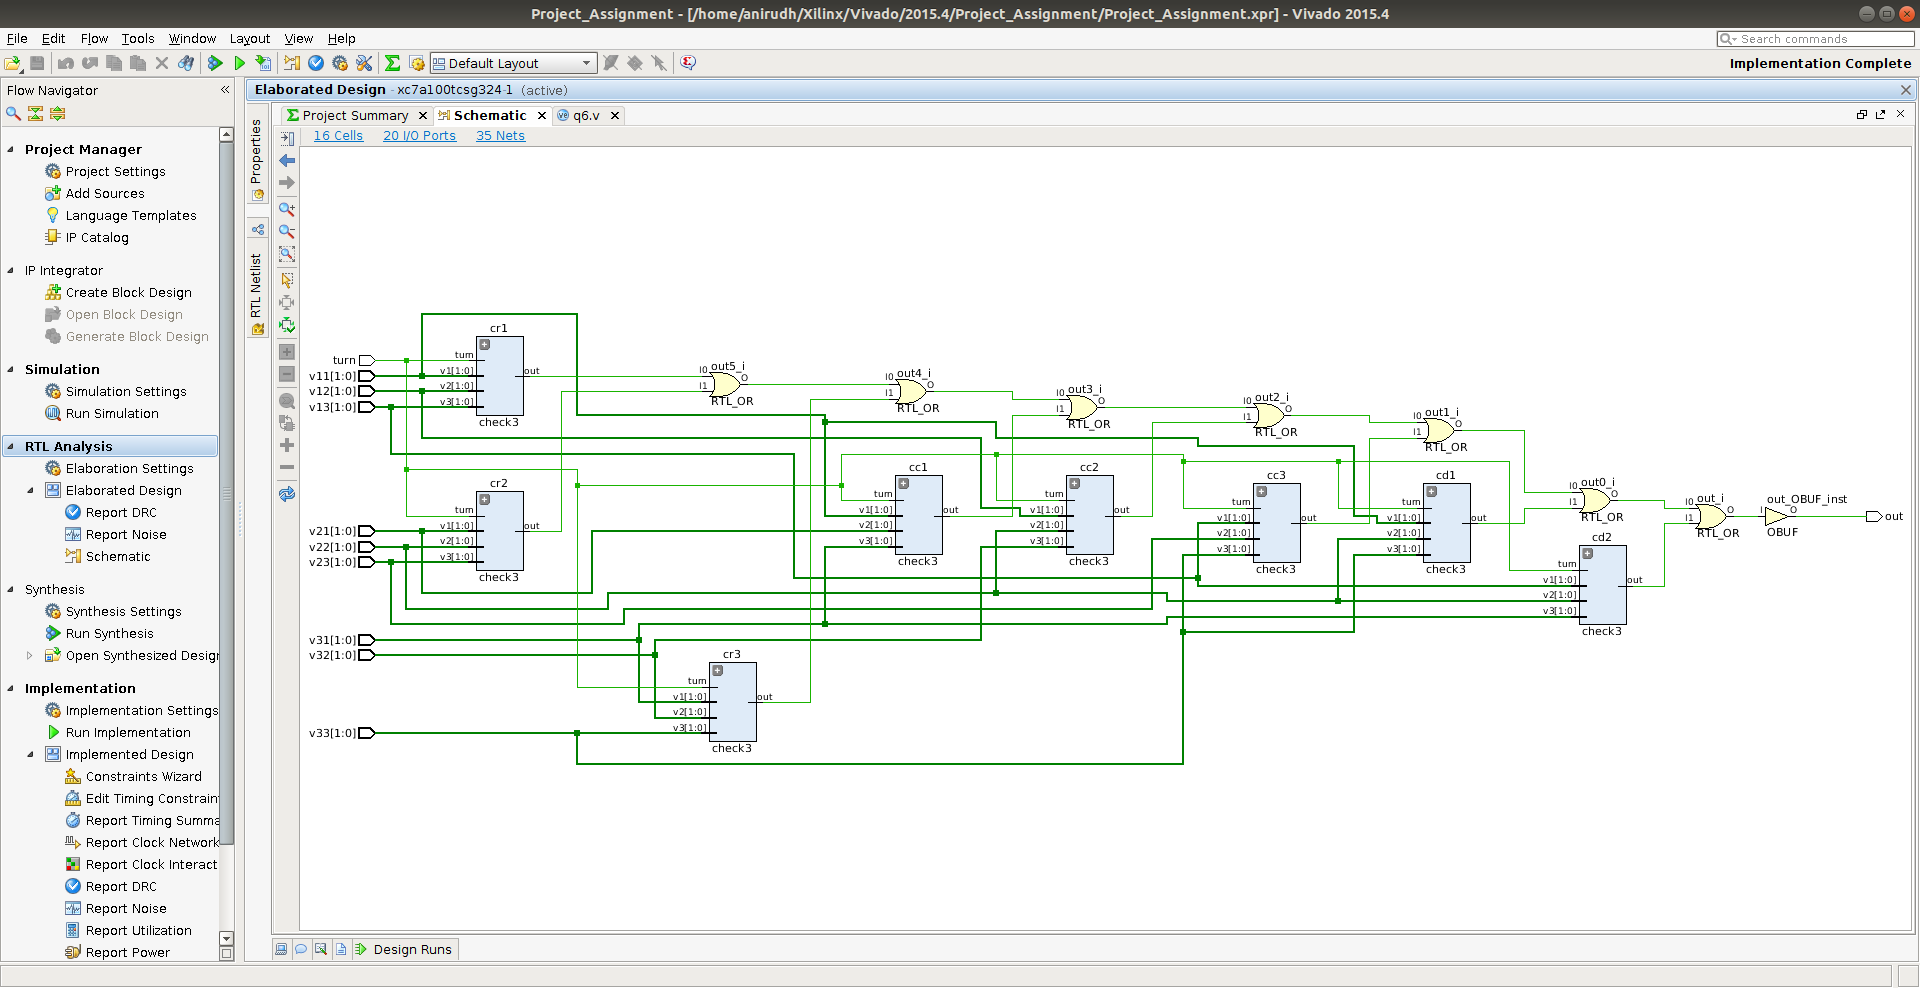 Project_Assignment - [/home/anirudh/Xilinx/Vivado/2015.4/Project_Assignment/Project_Assignment.xpr] - Vivado 2015.4
File Edit Flow Tools Window Layout View Help
Search commands
Default Layout
Implementation Complete
Flow Navigator
Project Manager
Project Settings
Add Sources
Language Templates
IP Catalog
IP Integrator
Create Block Design
Open Block Design
Generate Block Design
Simulation
Simulation Settings
Run Simulation
RTL Analysis
Elaboration Settings
Elaborated Design
Report DRC
Report Noise
Schematic
Synthesis
Synthesis Settings
Run Synthesis
Open Synthesized Design
Implementation
Implementation Settings
Run Implementation
Implemented Design
Constraints Wizard
Edit Timing Constrain
Report Timing Summa
Report Clock Network
Report Clock Interact
Report DRC
Report Noise
Report Utilization
Report Power
Elaborated Design - xc7a100tcsg324-1 (active)
Properties
RTL Netlist
Project Summary
Schematic
q6.v
16 Cells 20 I/O Ports 35 Nets
turn
v11[1:0]
v12[1:0]
v13[1:0]
v21[1:0]
v22[1:0]
v23[1:0]
v31[1:0]
v32[1:0]
v33[1:0]
cr1
turn
v1[1:0]
v2[1:0]
v3[1:0]
out
check3
cr2
turn
v1[1:0]
v2[1:0]
v3[1:0]
out
check3
cr3
turn
v1[1:0]
v2[1:0]
v3[1:0]
out
check3
out5_i
I0
I1
O
RTL_OR
out4_i
I0
I1
O
RTL_OR
cc1
turn
v1[1:0]
v2[1:0]
v3[1:0]
out
check3
out3_i
I0
I1
O
RTL_OR
cc2
turn
v1[1:0]
v2[1:0]
v3[1:0]
out
check3
out2_i
I0
I1
O
RTL_OR
cc3
turn
v1[1:0]
v2[1:0]
v3[1:0]
out
check3
out1_i
I0
I1
O
RTL_OR
cd1
turn
v1[1:0]
v2[1:0]
v3[1:0]
out
check3
out0_i
I0
I1
O
RTL_OR
cd2
turn
v1[1:0]
v2[1:0]
v3[1:0]
out
check3
out_i
I0
I1
O
RTL_OR
out_OBUF_inst
I
O
OBUF
out
Design Runs